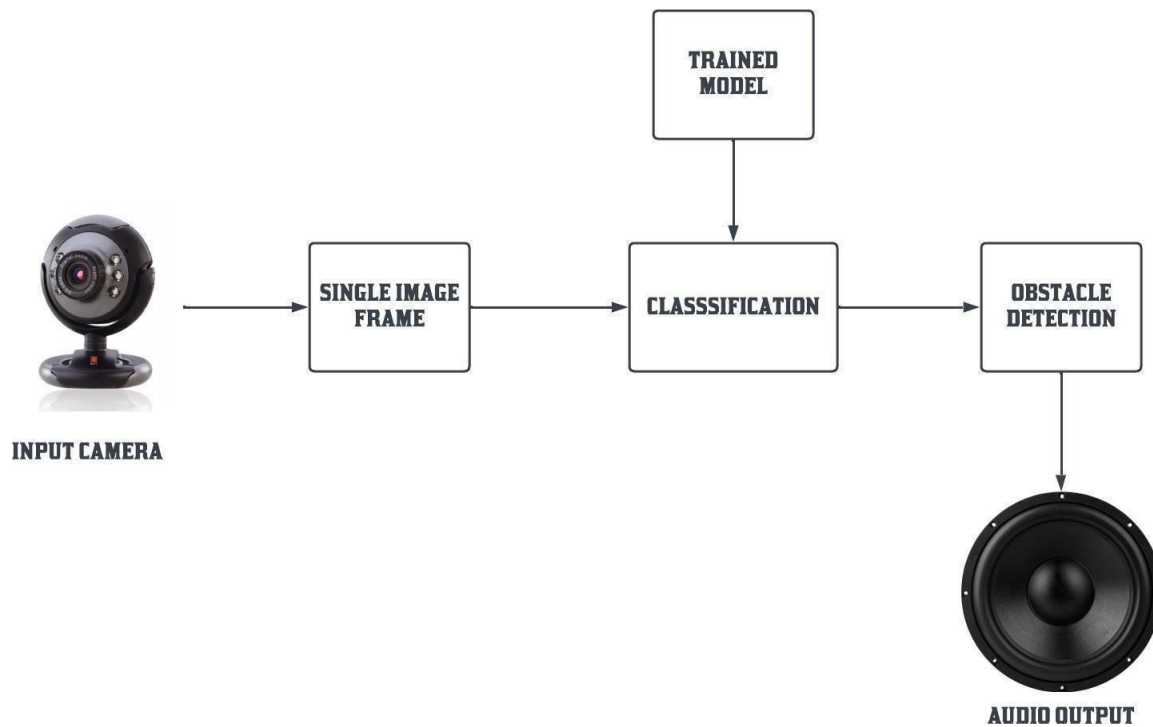 TRAINED
MODEL
SINGLE IMAGE
FRAME
CLASSSIFICATION
OBSTACLE
DETECTION
INPUT CAMERA
AUDIO OUTPUT